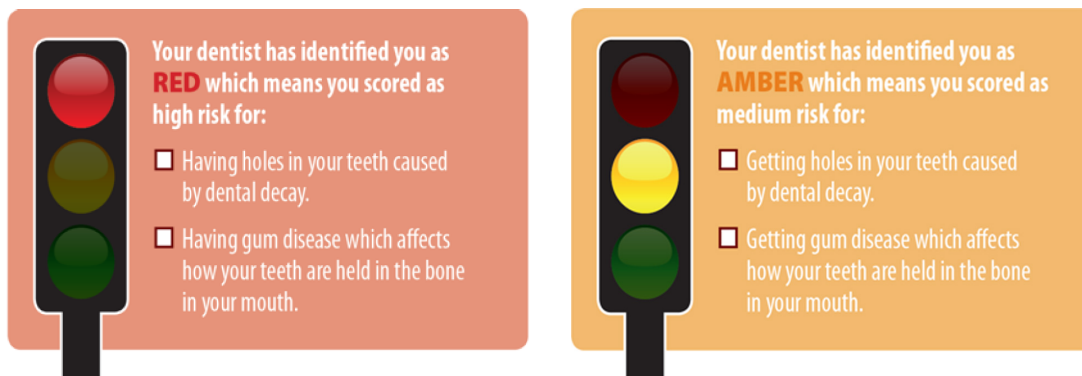 Your dentist has identified you as
RED which means you scored as
high risk for:
Having holes in your teeth caused
by dental decay.
Having gum disease which affects
how your teeth are held in the bone
in your mouth.
Your dentist has identified you as
AMBER which means you scored as
medium risk for:
Getting holes in your teeth caused
by dental decay.
Getting gum disease which affects
how your teeth are held in the bone
in your mouth.